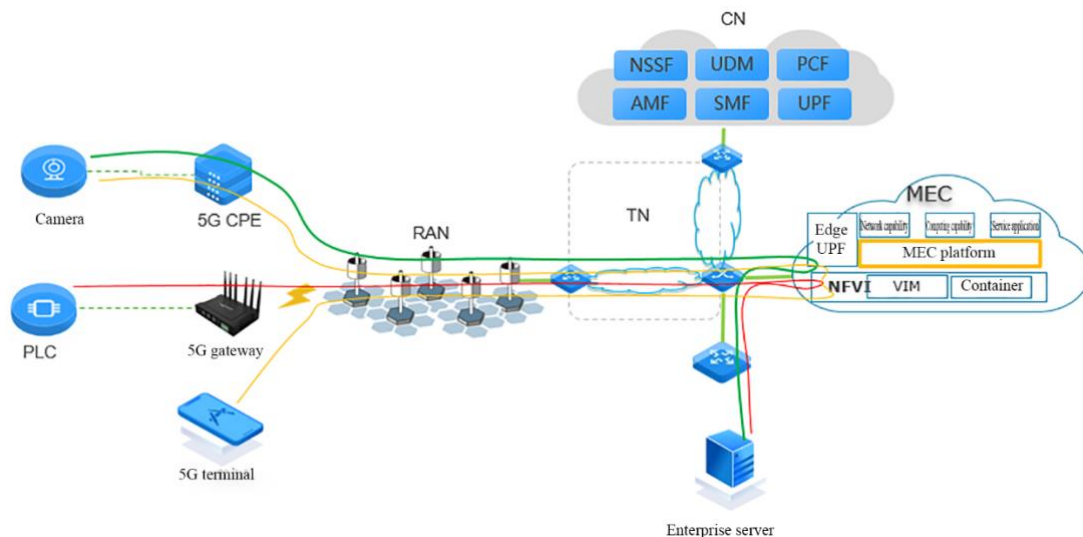 CN
NSSF
UDM
PCF
AMF
SMF
UPF
Camera
5G CPE
RAN
TN
MEC
Edge
UPF
Network capability
Computing capability
Service application
MEC platform
NFVI
VIM
Container
PLC
5G gateway
5G terminal
Enterprise server